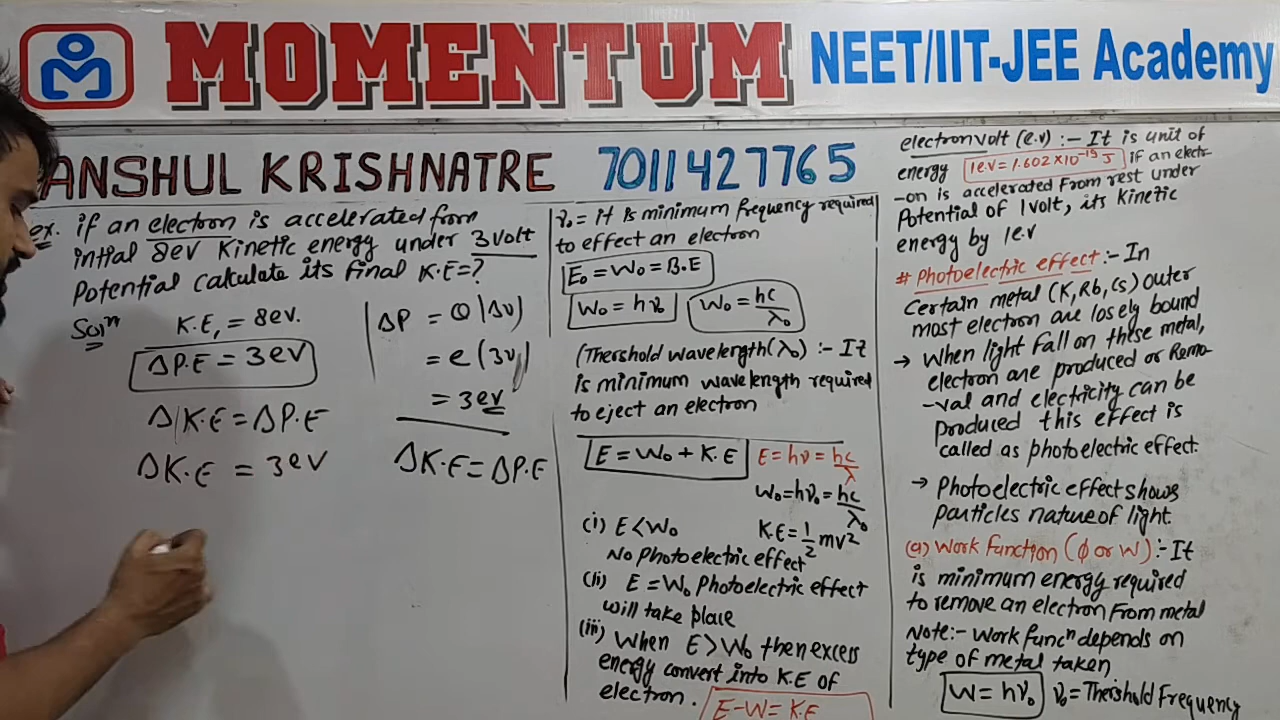 MOMENTUM NEET/IIT-JEE Academy
ANSHUL KRISHNATRE 7011427765
ex. if an electron is accelerated from
intial 8ev Kinetic energy under 3volt
Potential Calculate its final K.E=?
Solⁿ
K.E₁ = 8ev.
ΔP.E = 3ev
Δ K.E = ΔP.E
ΔK.E = 3ev
ΔP = Q(ΔV)
= e(3v)
= 3ev
ΔK.E = ΔP.E
ν₀ = it is minimum frequency required
to effect an electron
E₀ = W₀ = B.E
W₀ = hν₀
W₀ = hc/λ₀
(Thershold wavelength(λ₀) :- It
is minimum wavelength required
to eject an electron
E = W₀ + K.E
E = hν = hc/λ
W₀ = hν₀ = hc/λ₀
K.E = 1/2 mv²
(i) E < W₀
No Photoelectric effect
(ii) E = W₀ Photoelectric effect
will take place
(iii) When E > W₀ then excess
energy convert into K.E of
electron.
E-W = K.E
electronvolt (e.v) :- It is unit of
energy 1e.v = 1.602×10⁻¹⁹ J if an electr-
-on is accelerated From rest under
Potential of 1 volt, its Kinetic
energy by 1e.v
# Photoelectric effect :- In
Certain metal (K, Rb, Cs) outer
most electron are losely bound
→ When light fall on these metal,
electron are produced or Remo-
-val and electricity can be
produced this effect is
called as photoelectric effect.
→ Photoelectric effect shows
particles nature of light.
(a) Work function (φ or W) :- It
is minimum energy required
to remove an electron From metal
Note:- Work funcⁿ depends on
type of metal taken
W = hν₀ ν₀ = Thershold Frequency